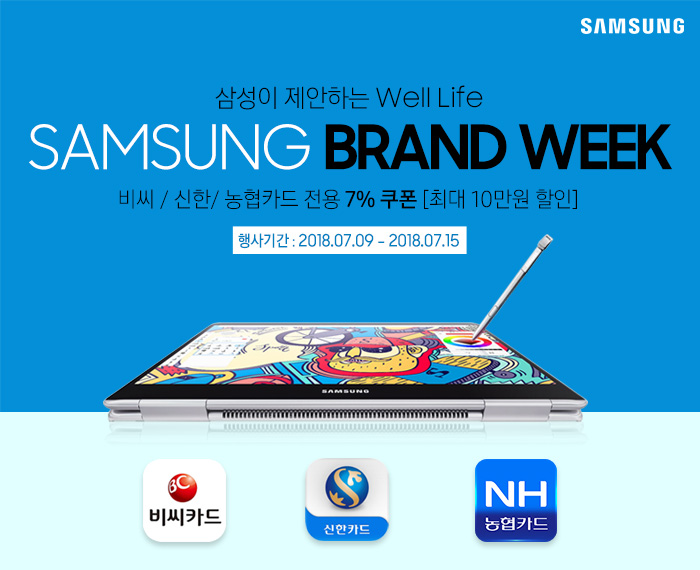 SAMSUNG
삼성이 제안하는 Well Life
SAMSUNG BRAND WEEK
비씨 / 신한/ 농협카드 전용 7% 쿠폰 [최대 10만원 할인]
행사기간 : 2018.07.09 - 2018.07.15
SAMSUNG
BC
비씨카드
신한카드
NH
농협카드